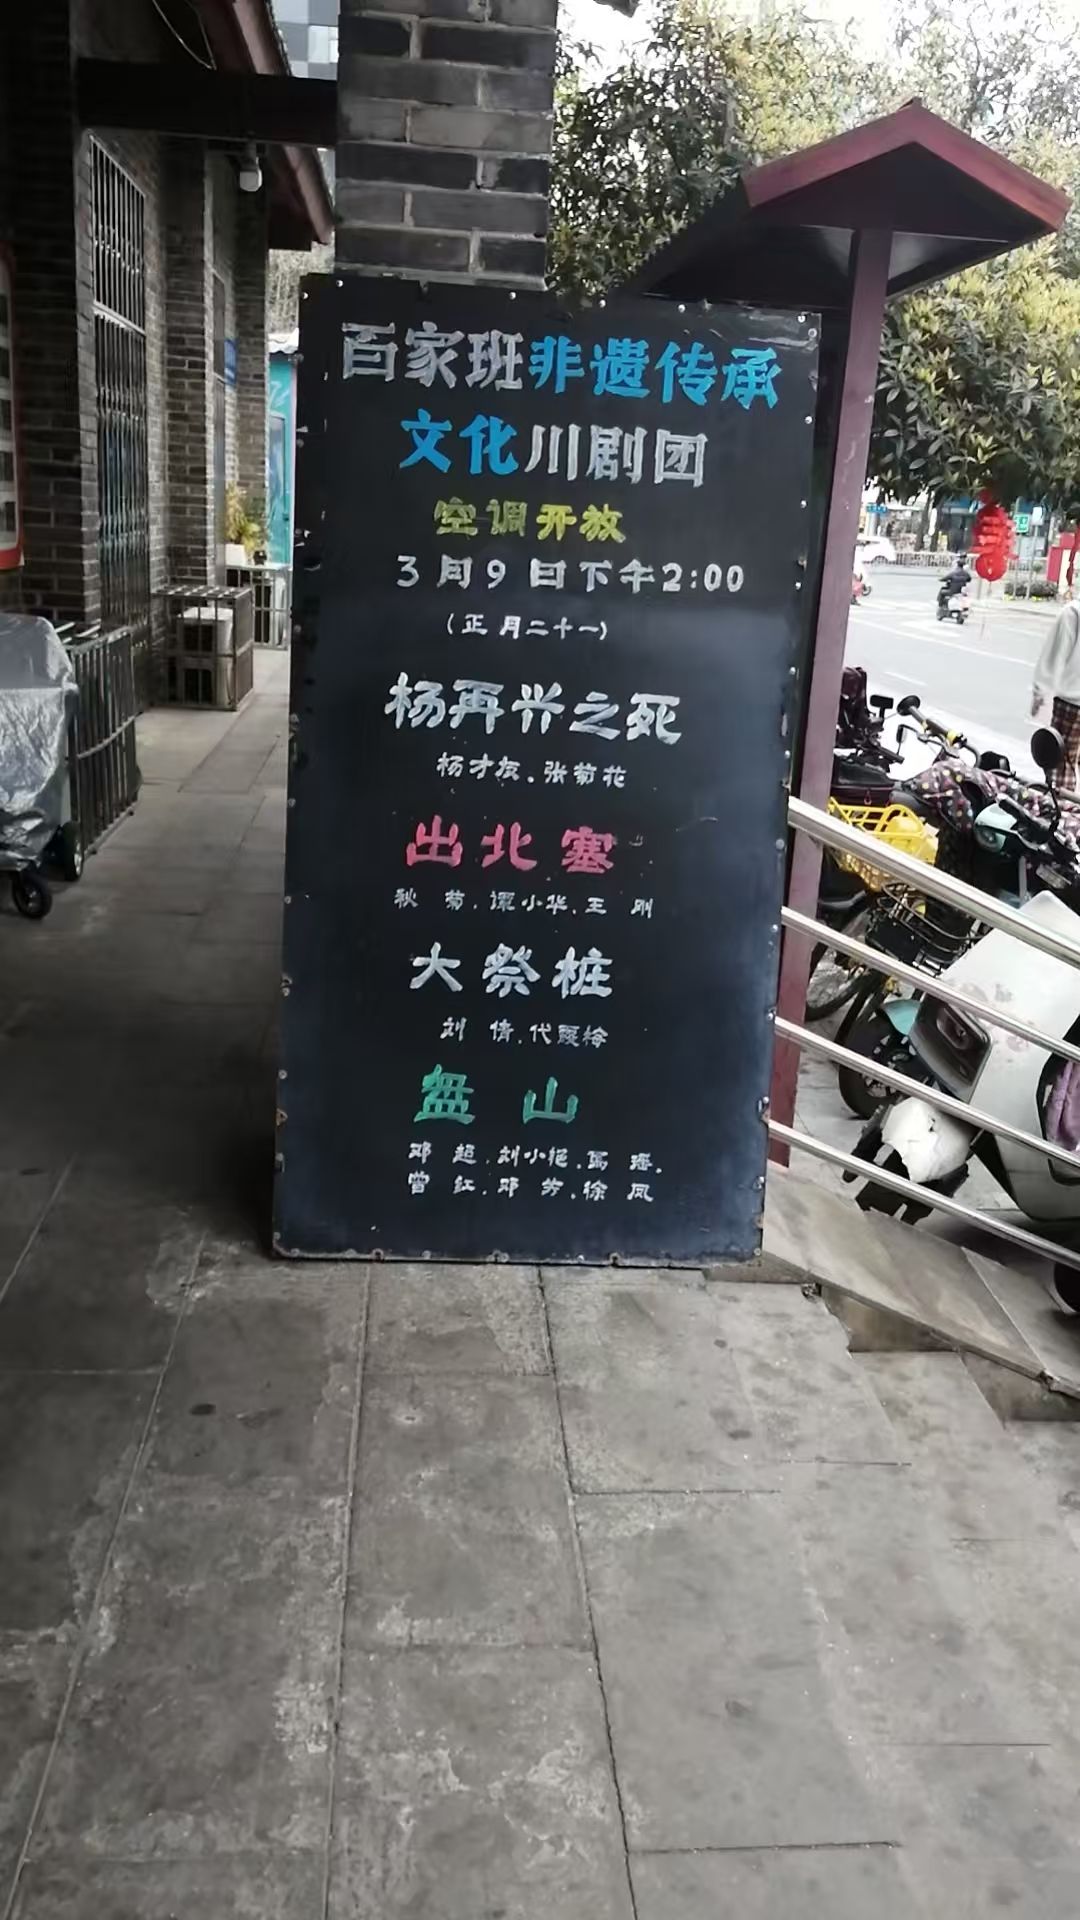 百家班非遗传承
文化川剧团
空调开放
3月9日下午2:00
(正月二十一)
杨再兴之死
杨才友.张菊花
出北塞
秋 菊.谭小华.王 刚
大祭桩
刘 倩.代霞梅
盘山
邓 超.刘小艳.高 瑶.
曾 红.邓 芳.徐 凤